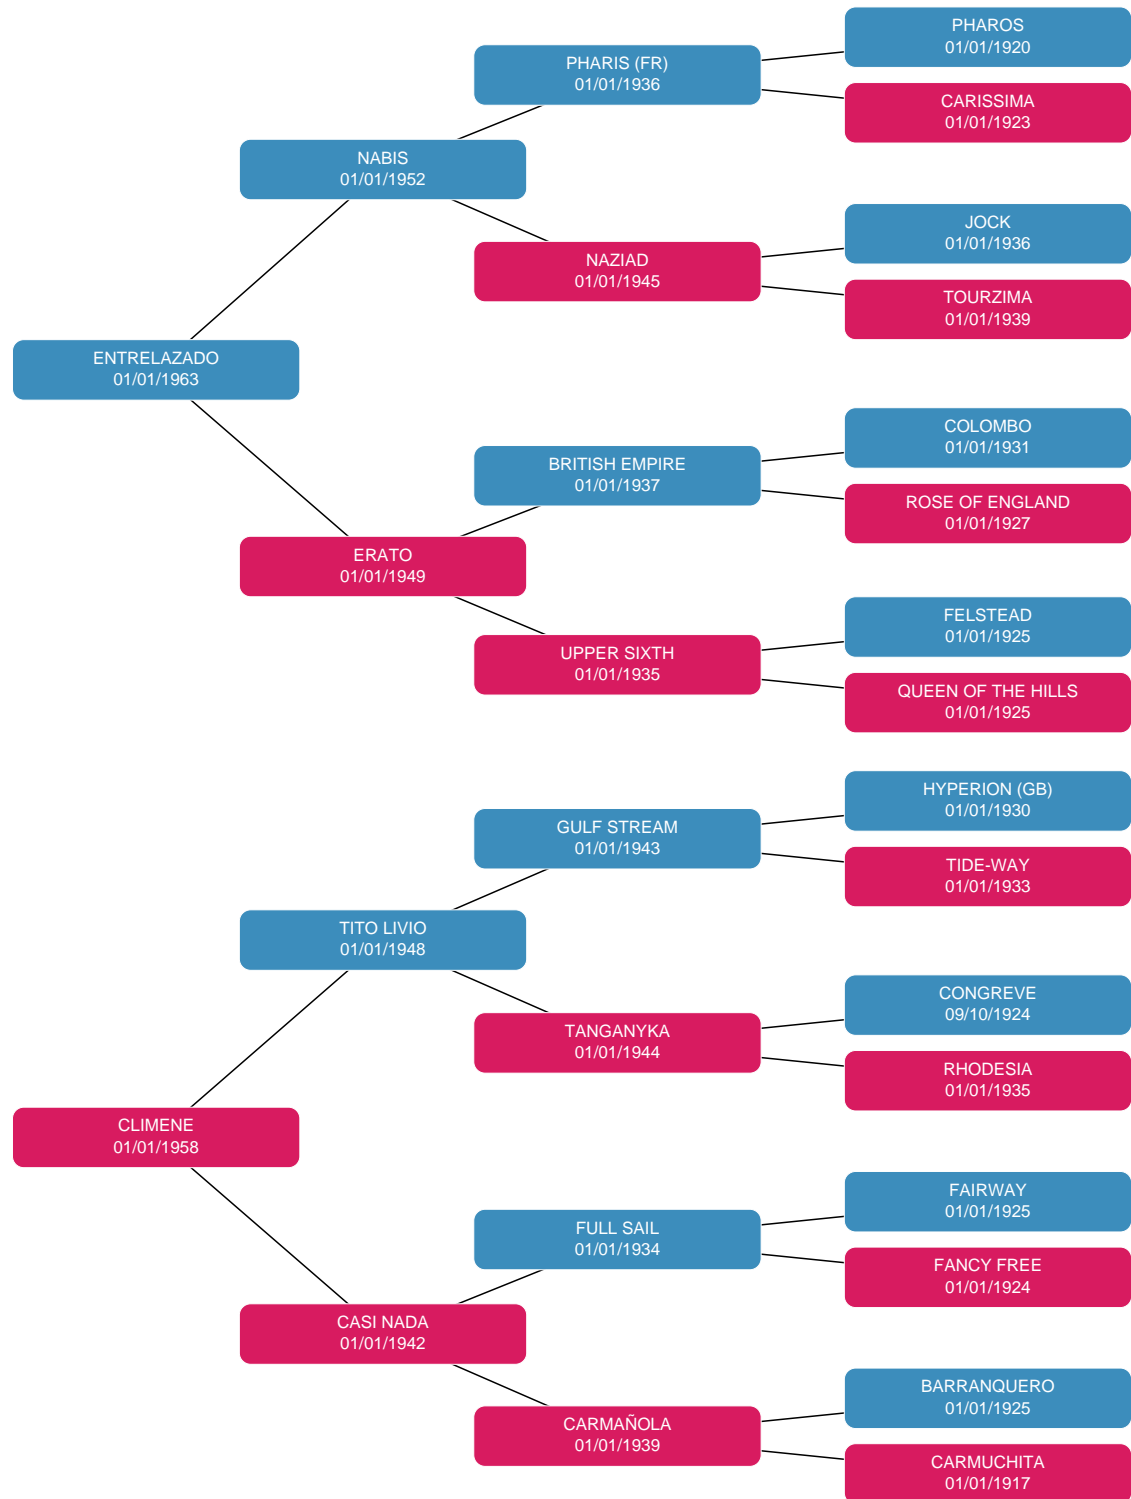 PHAROS
01/01/1920
PHARIS (FR)
01/01/1936
CARISSIMA
01/01/1923
NABIS
01/01/1952
JOCK
01/01/1936
NAZIAD
01/01/1945
TOURZIMA
01/01/1939
ENTRELAZADO
01/01/1963
COLOMBO
01/01/1931
BRITISH EMPIRE
01/01/1937
ROSE OF ENGLAND
01/01/1927
ERATO
01/01/1949
FELSTEAD
01/01/1925
UPPER SIXTH
01/01/1935
QUEEN OF THE HILLS
01/01/1925
HYPERION (GB)
01/01/1930
GULF STREAM
01/01/1943
TIDE-WAY
01/01/1933
TITO LIVIO
01/01/1948
CONGREVE
09/10/1924
TANGANYKA
01/01/1944
RHODESIA
01/01/1935
CLIMENE
01/01/1958
FAIRWAY
01/01/1925
FULL SAIL
01/01/1934
FANCY FREE
01/01/1924
CASI NADA
01/01/1942
BARRANQUERO
01/01/1925
CARMAÑOLA
01/01/1939
CARMUCHITA
01/01/1917